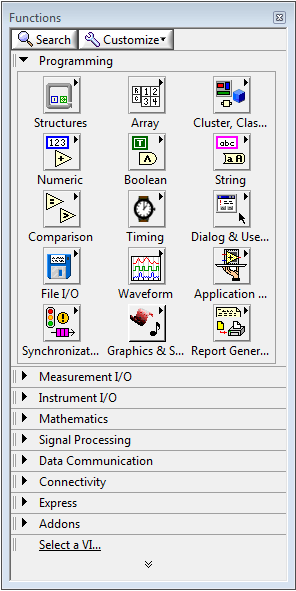 Functions
Search Customize
Programming
Structures Array Cluster, Clas...
Numeric Boolean String
Comparison Timing Dialog & Use...
File I/O Waveform Application ...
Synchronizat... Graphics & S... Report Gener...
Measurement I/O
Instrument I/O
Mathematics
Signal Processing
Data Communication
Connectivity
Express
Addons
Select a VI...